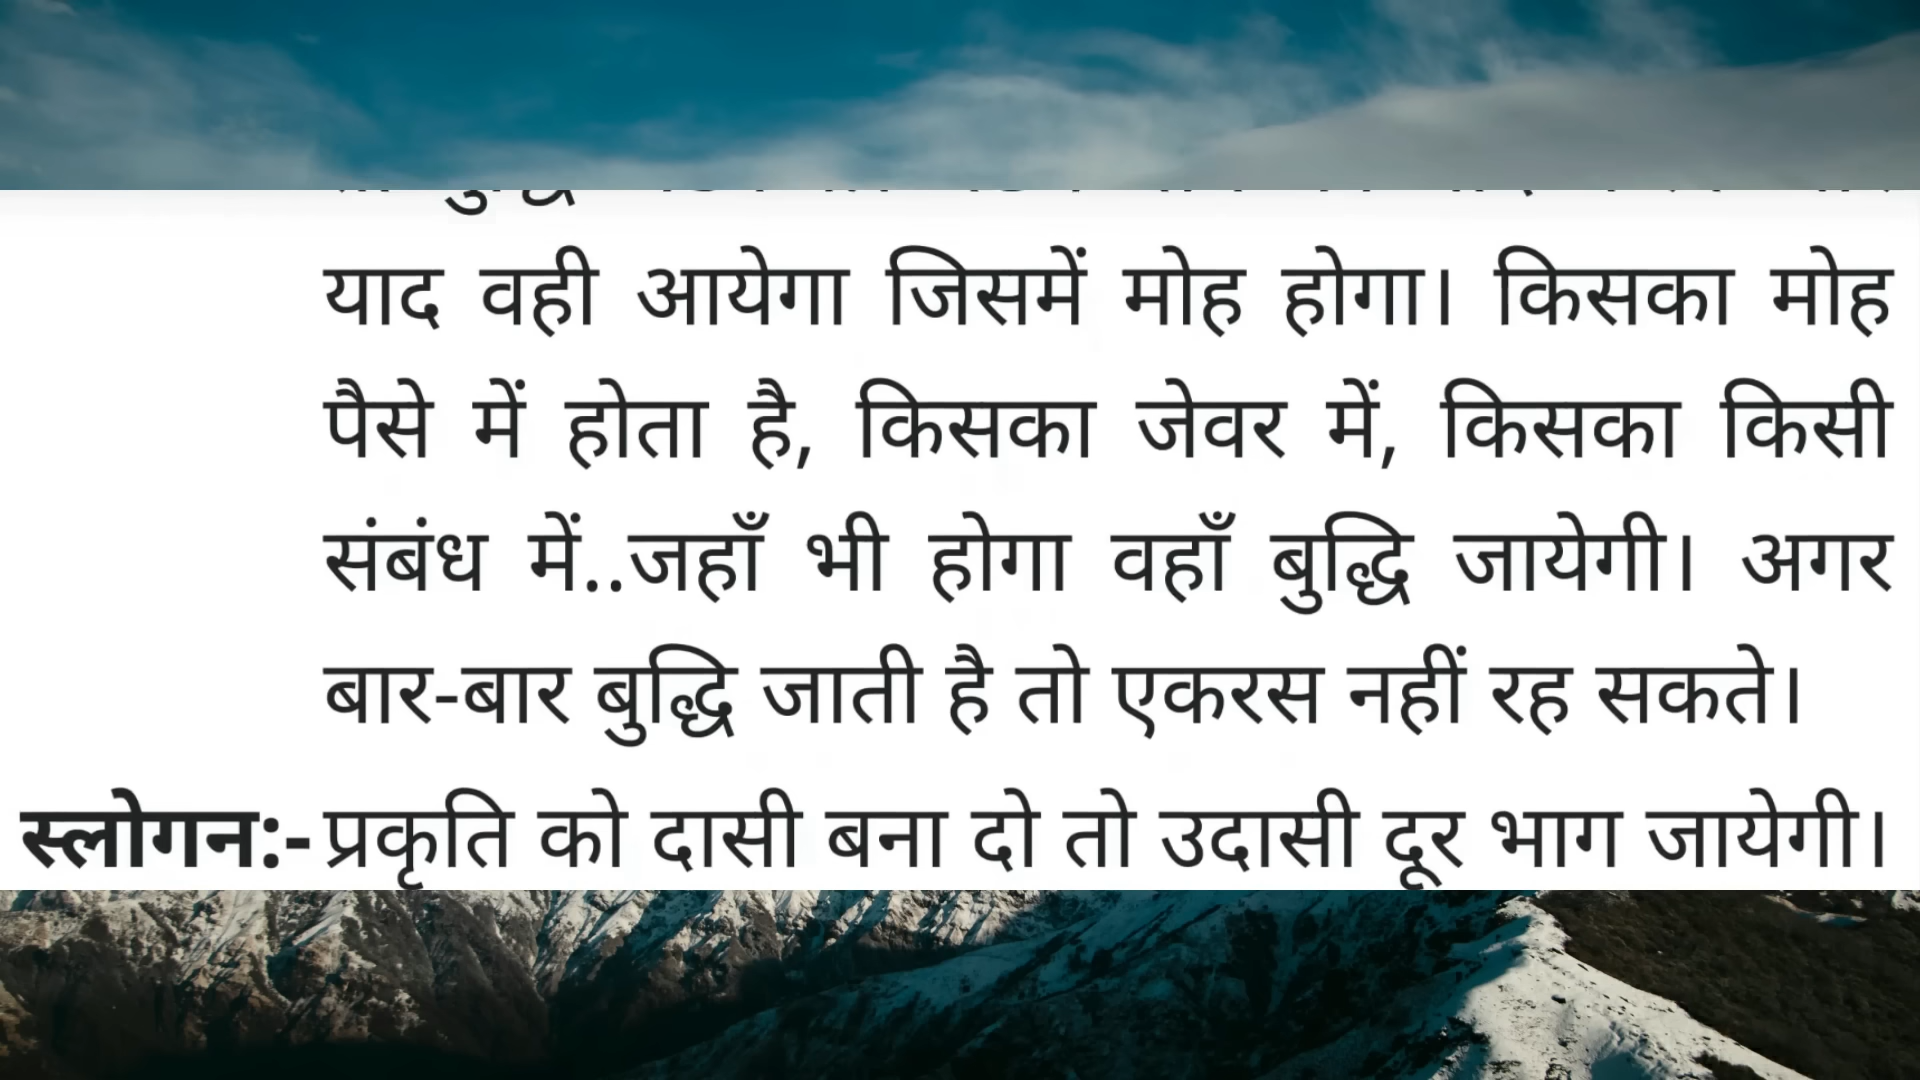 याद वही आयेगा जिसमें मोह होगा। किसका मोह
पैसे में होता है, किसका जेवर में, किसका किसी
संबंध में..जहाँ भी होगा वहाँ बुद्धि जायेगी। अगर
बार-बार बुद्धि जाती है तो एकरस नहीं रह सकते।
स्लोगन:- प्रकृति को दासी बना दो तो उदासी दूर भाग जायेगी।